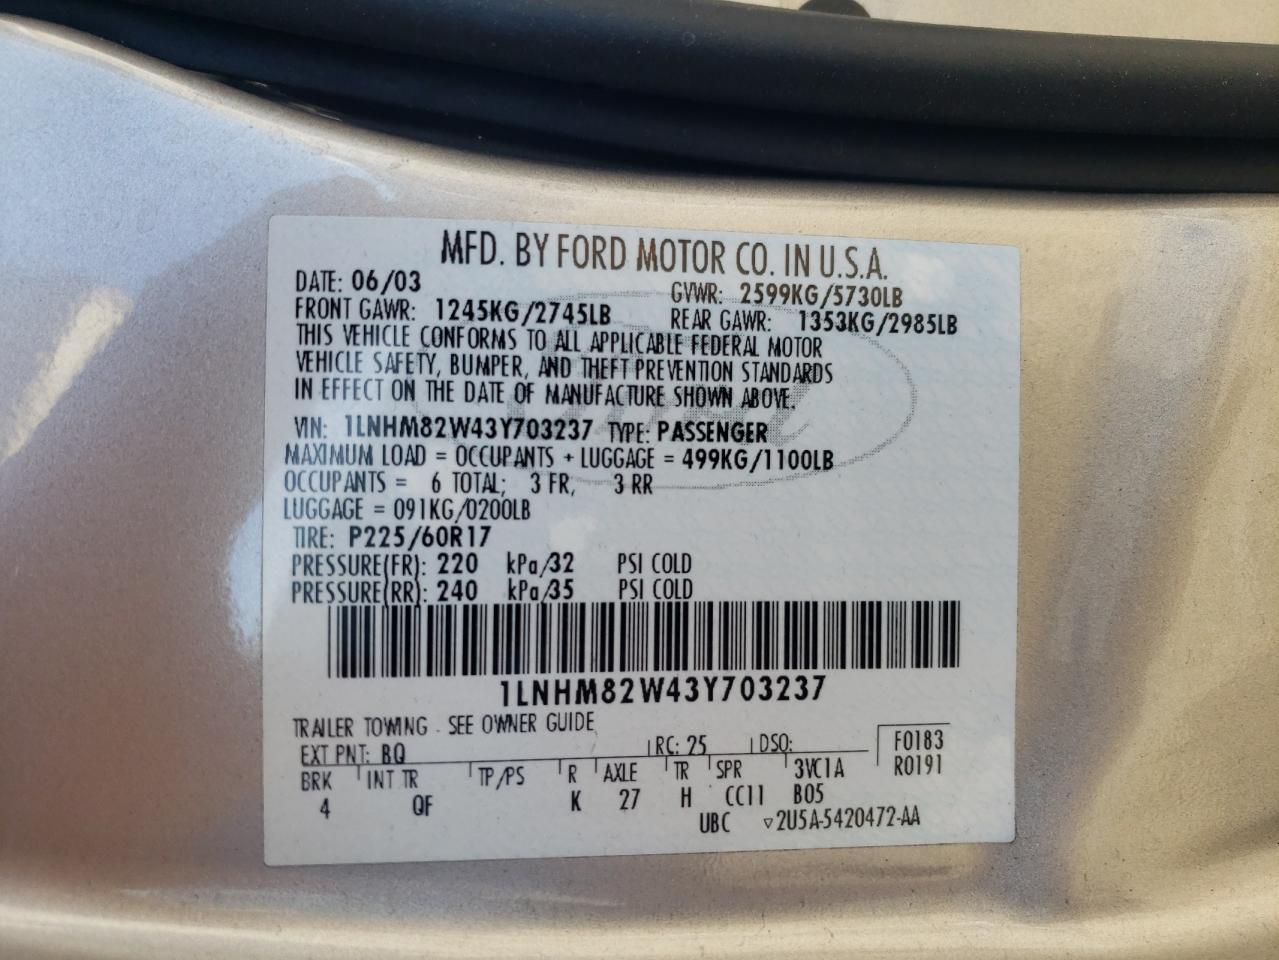 MFD. BY FORD MOTOR CO. IN U.S.A.
DATE: 06/03 GVWR: 2599KG/5730LB
FRONT GAWR: 1245KG/2745LB REAR GAWR: 1353KG/2985LB
THIS VEHICLE CONFORMS TO ALL APPLICABLE FEDERAL MOTOR
VEHICLE SAFETY, BUMPER, AND THEFT PREVENTION STANDARDS
IN EFFECT ON THE DATE OF MANUFACTURE SHOWN ABOVE.
VIN: 1LNHM82W43Y703237 TYPE: PASSENGER
MAXIMUM LOAD = OCCUPANTS + LUGGAGE = 499KG/1100LB
OCCUPANTS = 6 TOTAL; 3 FR, 3 RR
LUGGAGE = 091KG/0200LB
TIRE: P225/60R17
PRESSURE(FR): 220 kPa/32 PSI COLD
PRESSURE(RR): 240 kPa/35 PSI COLD
1LNHM82W43Y703237
TRAILER TOWING - SEE OWNER GUIDE
EXT PNT: BQ RC: 25 DSO: F0183
BRK INT TR TP/PS R AXLE TR SPR 3VC1A R0191
4 QF K 27 H CC11 B05
UBC ▽2U5A-5420472-AA